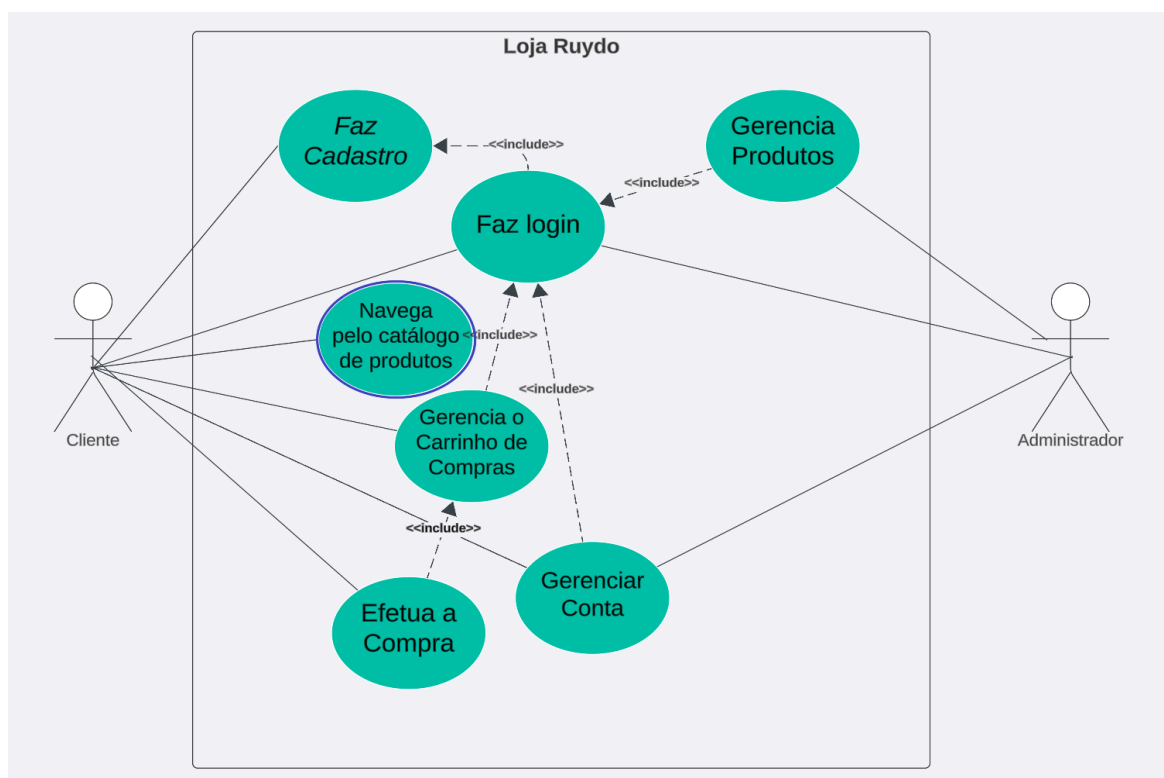 Loja Ruydo
Faz
Cadastro
<<include>>
Gerencia
Produtos
<<include>>
Faz login
Navega
pelo catálogo
de produtos
<<include>>
<<include>>
Gerencia o
Carrinho de
Compras
Cliente
Administrador
<<include>>
Gerenciar
Conta
Efetua a
Compra